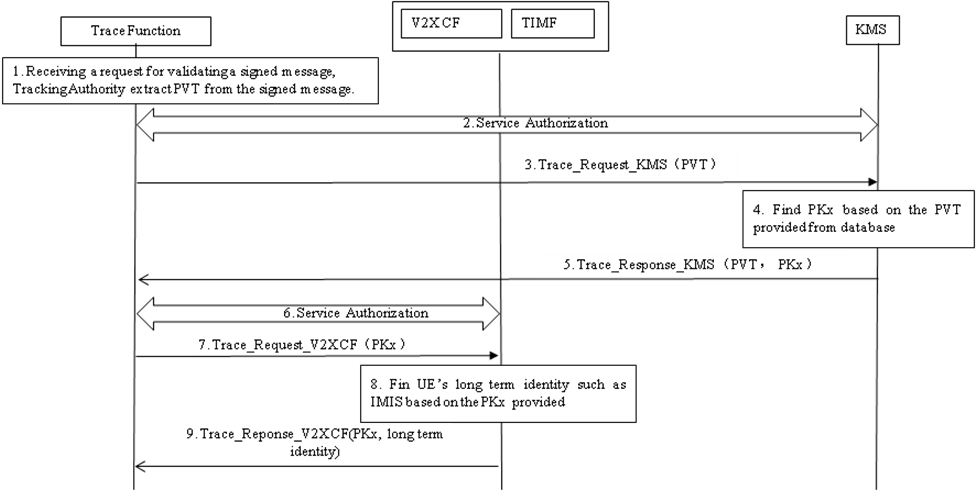 TraceFunction
V2XCF
TIMF
KMS
1.Receiving a request for validating a signed message,
TrackingAuthority extract PVT from the signed message.
2.Service Authorization
3.Trace_Request_KMS（PVT）
4. Find PKx based on the PVT
provided from database
5.Trace_Response_KMS（PVT， PKx）
6.Service Authorization
7.Trace_Request_V2XCF（PKx）
8. Fin UE’s long term identity such as
IMIS based on the PKx provided
9.Trace_Reponse_V2XCF(PKx, long term
identity)